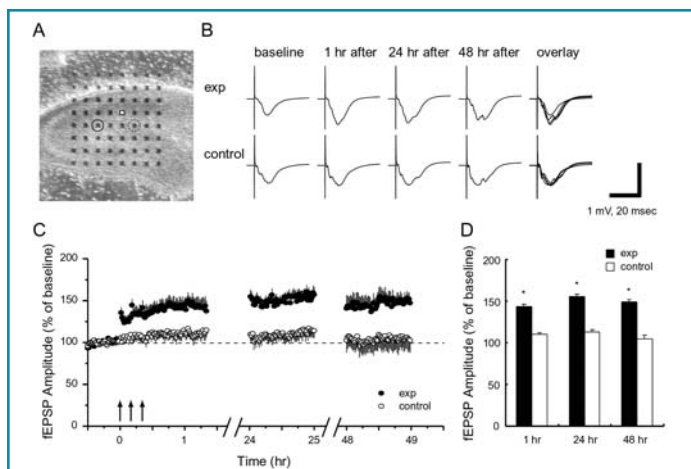 A
B
baseline 1 hr after 24 hr after 48 hr after overlay
exp
control
1 mV, 20 msec
C
fEPSP Amplitude (% of baseline)
200
150
100
50
0
exp
control
0 1 24 25 48 49
Time (hr)
D
fEPSP Amplitude (% of baseline)
exp
control
200
150
100
50
0
* * *
1 hr 24 hr 48 hr